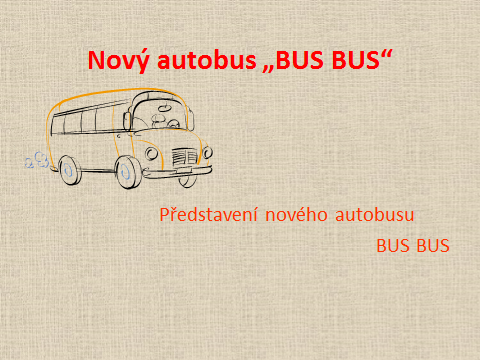 Nový autobus „BUS BUS“
Představení nového autobusu
BUS BUS